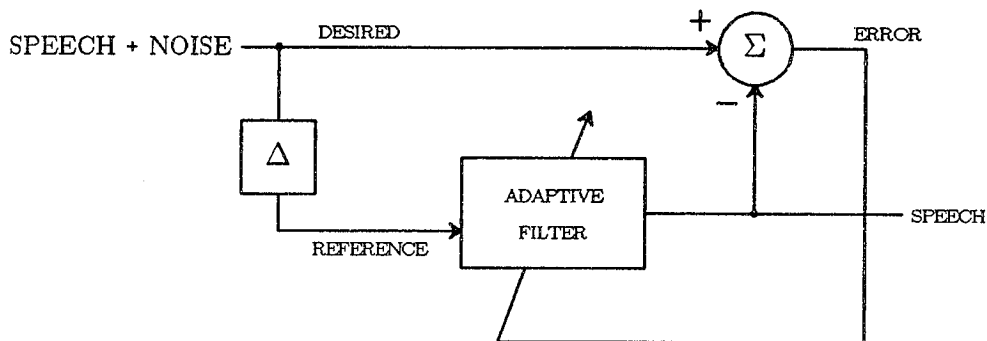 SPEECH + NOISE
DESIRED
+
Σ
ERROR
−
Δ
ADAPTIVE
FILTER
SPEECH
REFERENCE